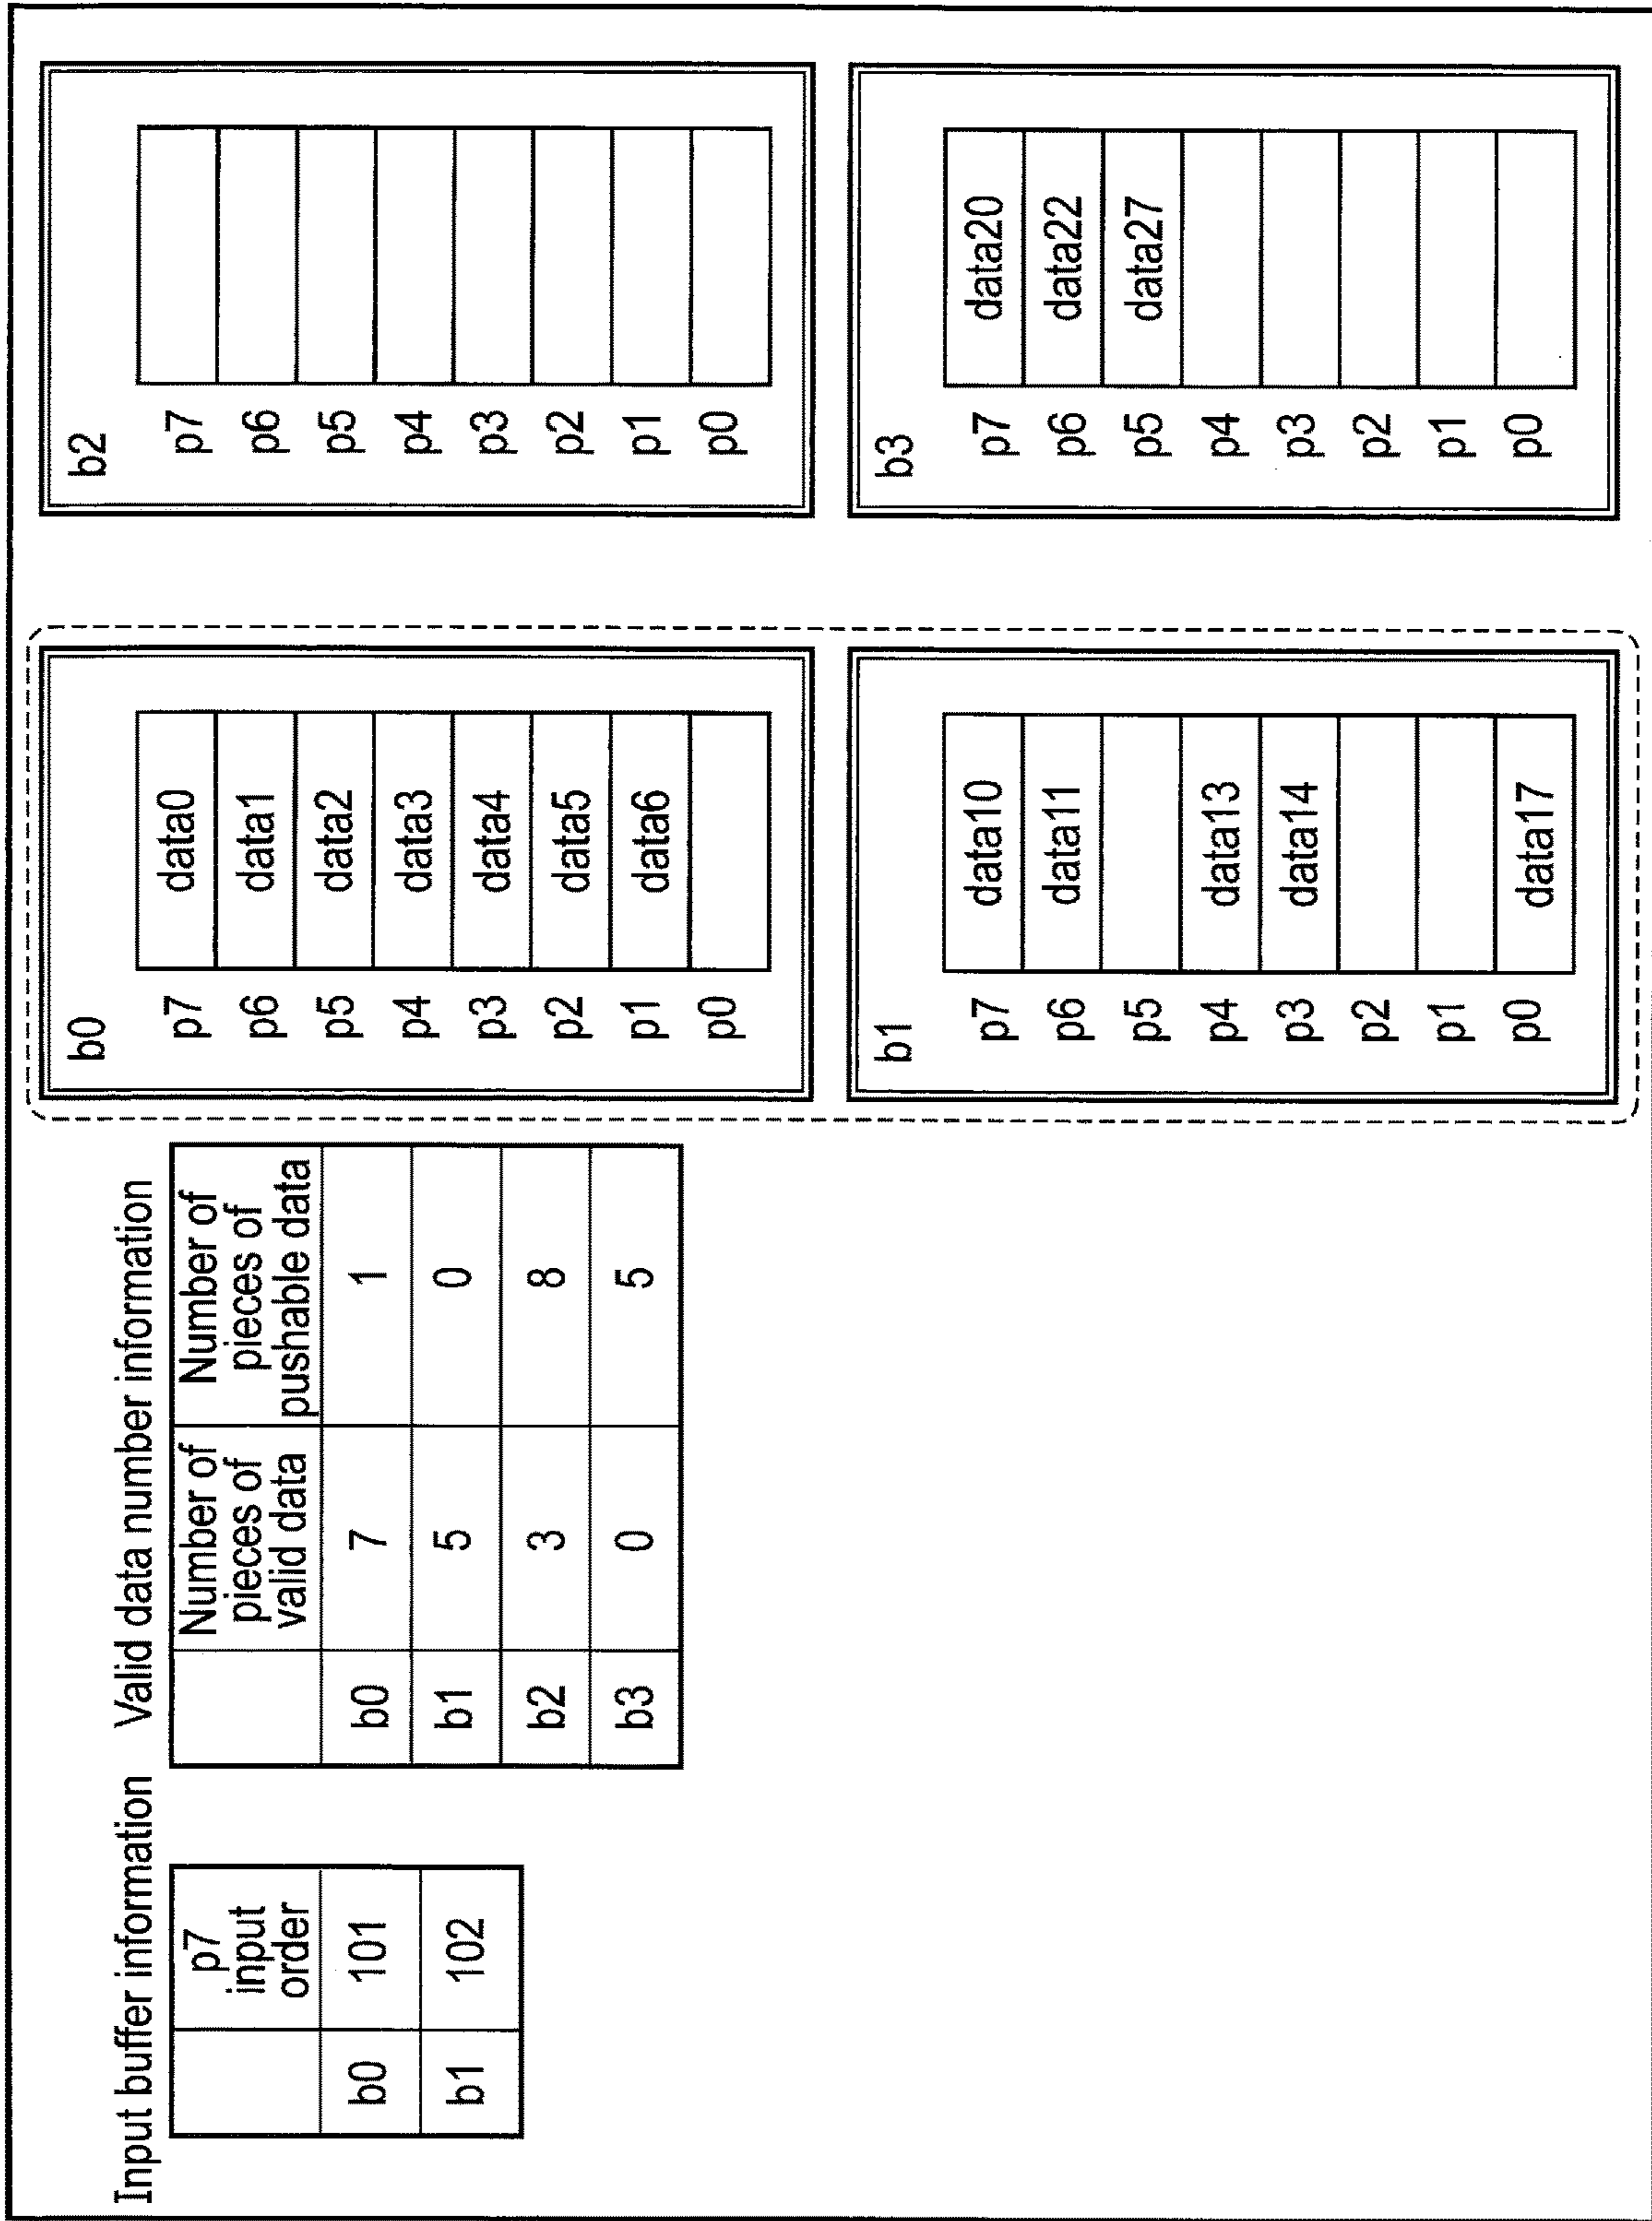 Input buffer information
p7
input
order
b0 101
b1 102
Valid data number information
Number of
pieces of
valid data
Number of
pieces of
pushable data
b0 7 1
b1 5 0
b2 3 8
b3 0 5
b0
p7 data0
p6 data1
p5 data2
p4 data3
p3 data4
p2 data5
p1 data6
p0
b1
p7 data10
p6 data11
p5
p4 data13
p3 data14
p2
p1
p0 data17
b2
p7
p6
p5
p4
p3
p2
p1
p0
b3
p7 data20
p6 data22
p5 data27
p4
p3
p2
p1
p0